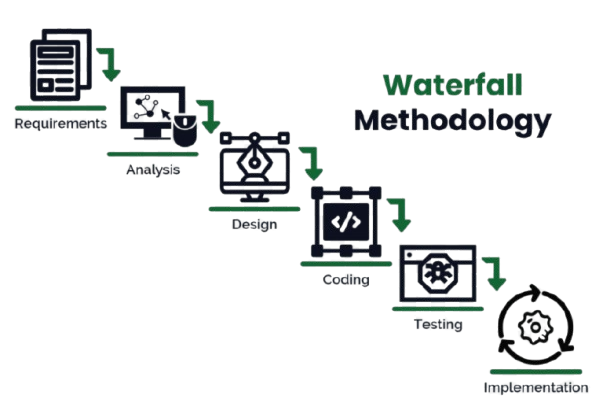 Waterfall
Methodology
Requirements
Analysis
Design
</>
Coding
Testing
Implementation